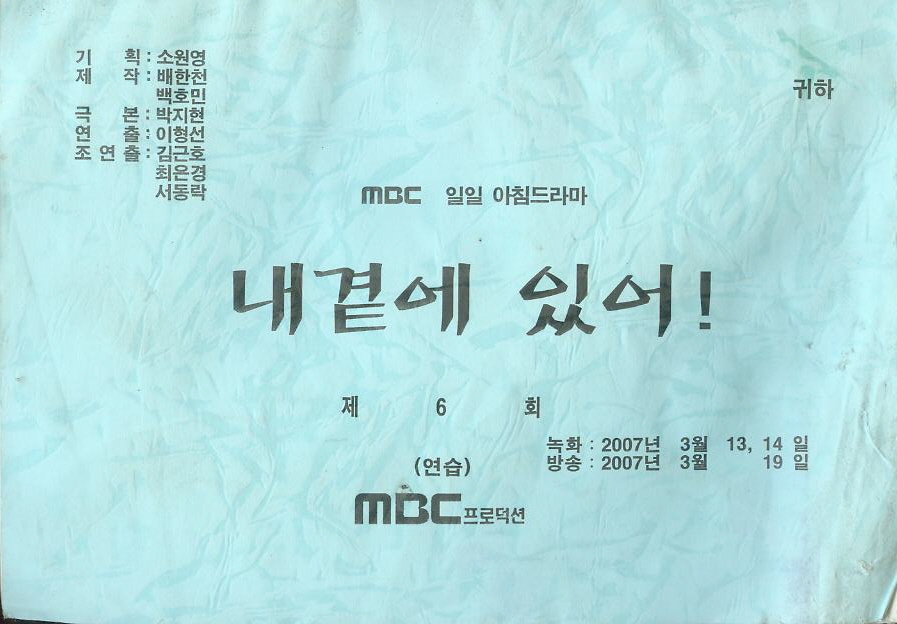 기 획 : 소원영
제 작 : 배한천
백호민
극 본 : 박지현
연 출 : 이형선
조 연 출 : 김근호
최은경
서동락
귀하
MBC 일일 아침드라마
내곁에 있어!
제 6 회
녹화 : 2007년 3월 13, 14 일
방송 : 2007년 3월 19 일
(연습)
MBC프로덕션